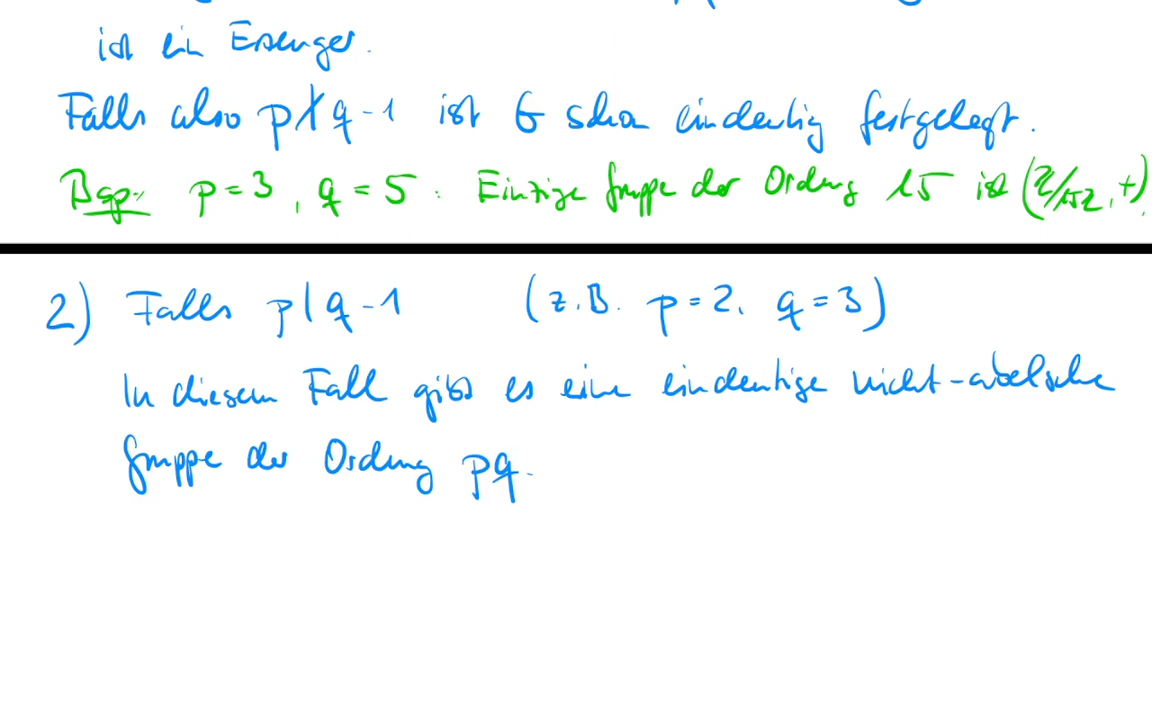 ist ein Erzeuger.
Falls also p ∤ q-1 ist G schon eindeutig festgelegt.
Bsp: p = 3, q = 5 : Einzige Gruppe der Ordnung 15 ist (ℤ/15ℤ, +).
2) Falls p | q-1 (z.B. p = 2, q = 3)
In diesem Fall gibt es eine eindeutige nicht-abelsche
Gruppe der Ordnung pq.